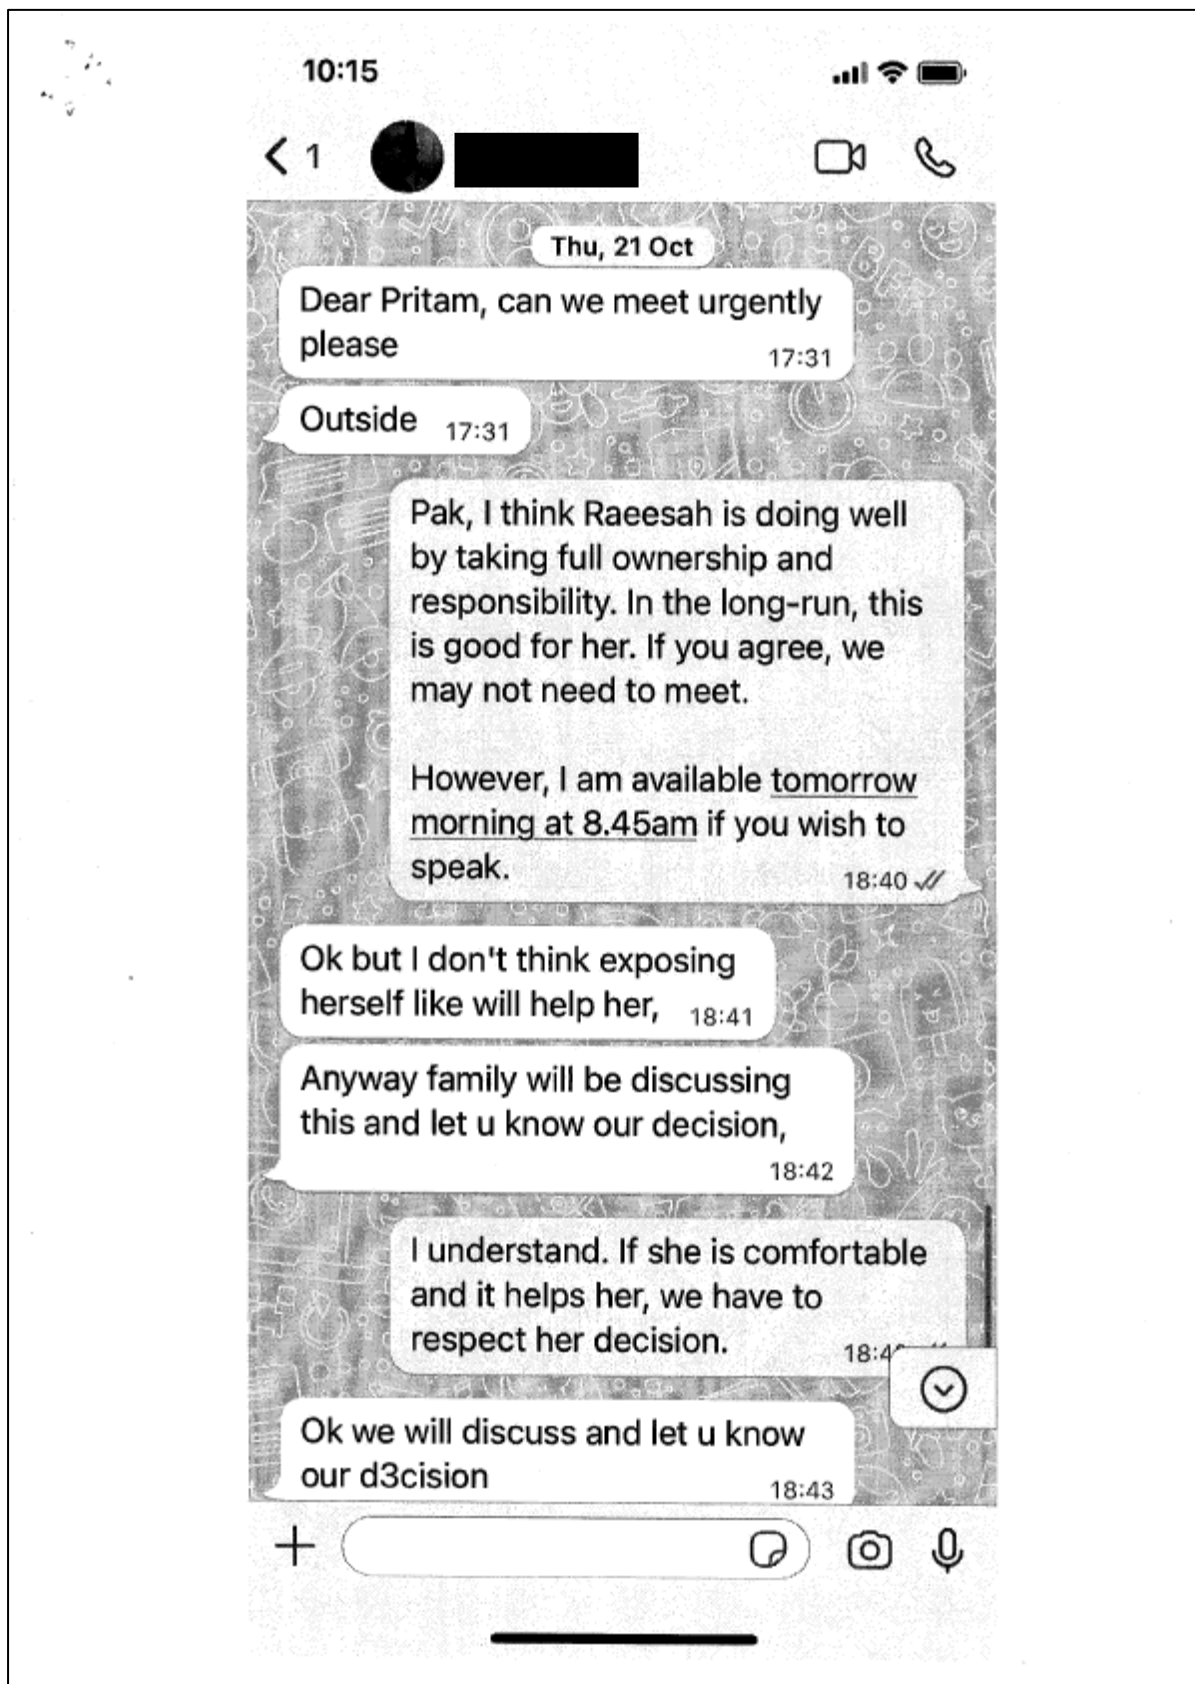 10:15
1
Thu, 21 Oct
Dear Pritam, can we meet urgently
please
17:31
Outside 17:31
Pak, I think Raeesah is doing well
by taking full ownership and
responsibility. In the long-run, this
is good for her. If you agree, we
may not need to meet.
However, I am available tomorrow
morning at 8.45am if you wish to
speak.
18:40
Ok but I don't think exposing
herself like will help her, 18:41
Anyway family will be discussing
this and let u know our decision,
18:42
I understand. If she is comfortable
and it helps her, we have to
respect her decision.
Ok we will discuss and let u know
our d3cision
18:43